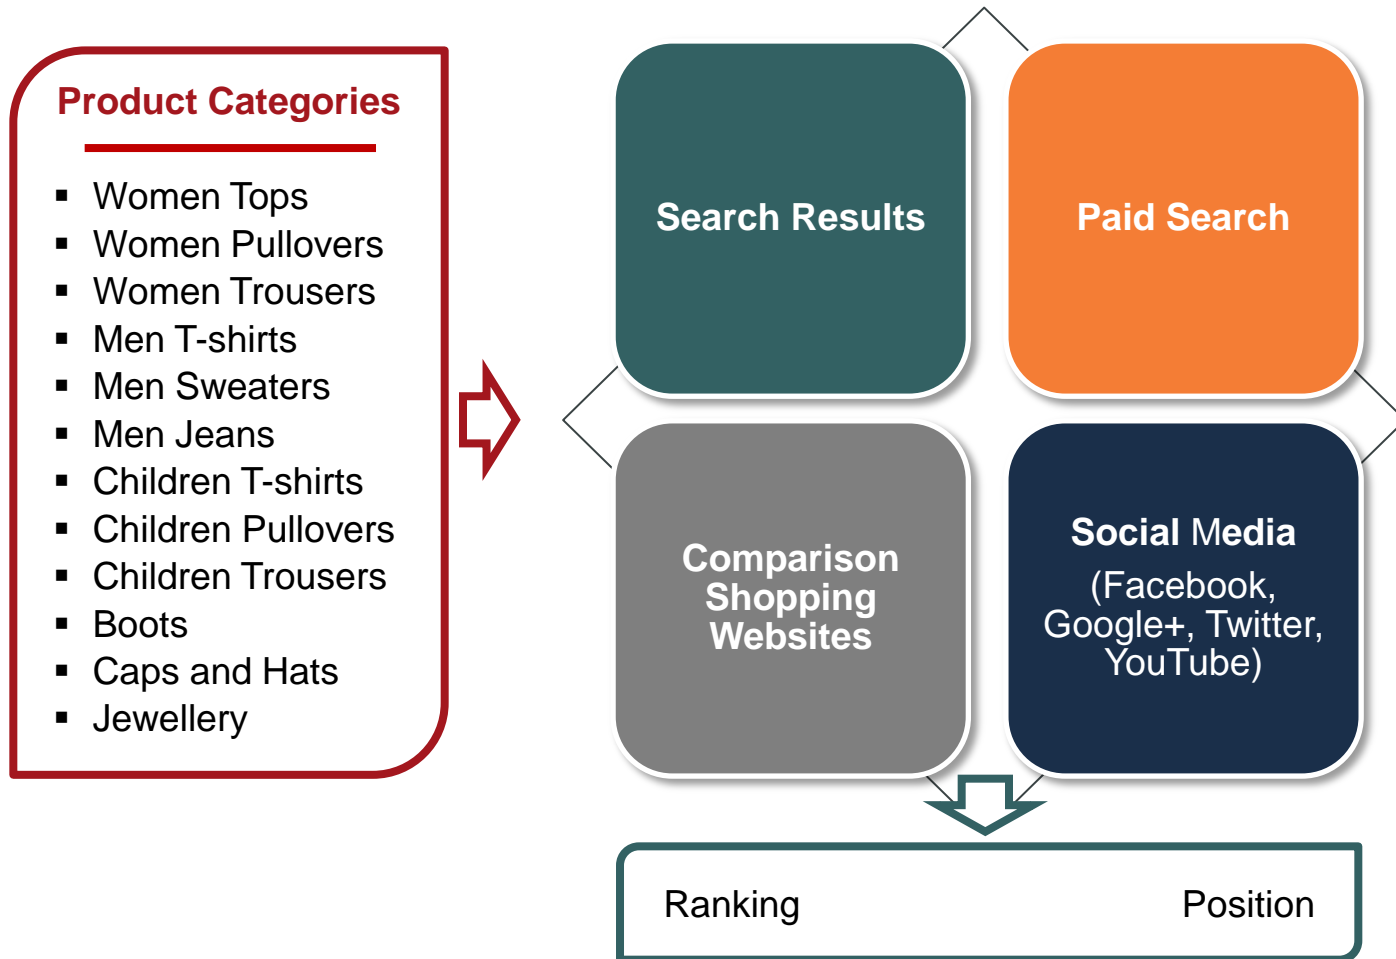 Product Categories
▪ Women Tops
▪ Women Pullovers
▪ Women Trousers
▪ Men T-shirts
▪ Men Sweaters
▪ Men Jeans
▪ Children T-shirts
▪ Children Pullovers
▪ Children Trousers
▪ Boots
▪ Caps and Hats
▪ Jewellery
Search Results
Paid Search
Comparison
Shopping
Websites
Social Media
(Facebook,
Google+, Twitter,
YouTube)
Ranking Position